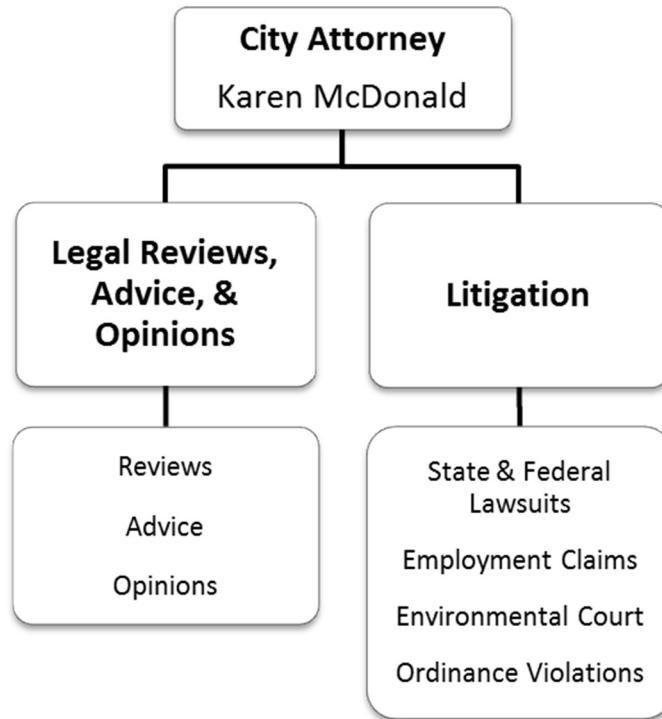 City Attorney
Karen McDonald
Legal Reviews,
Advice, &
Opinions
Litigation
Reviews
Advice
Opinions
State & Federal
Lawsuits
Employment Claims
Environmental Court
Ordinance Violations